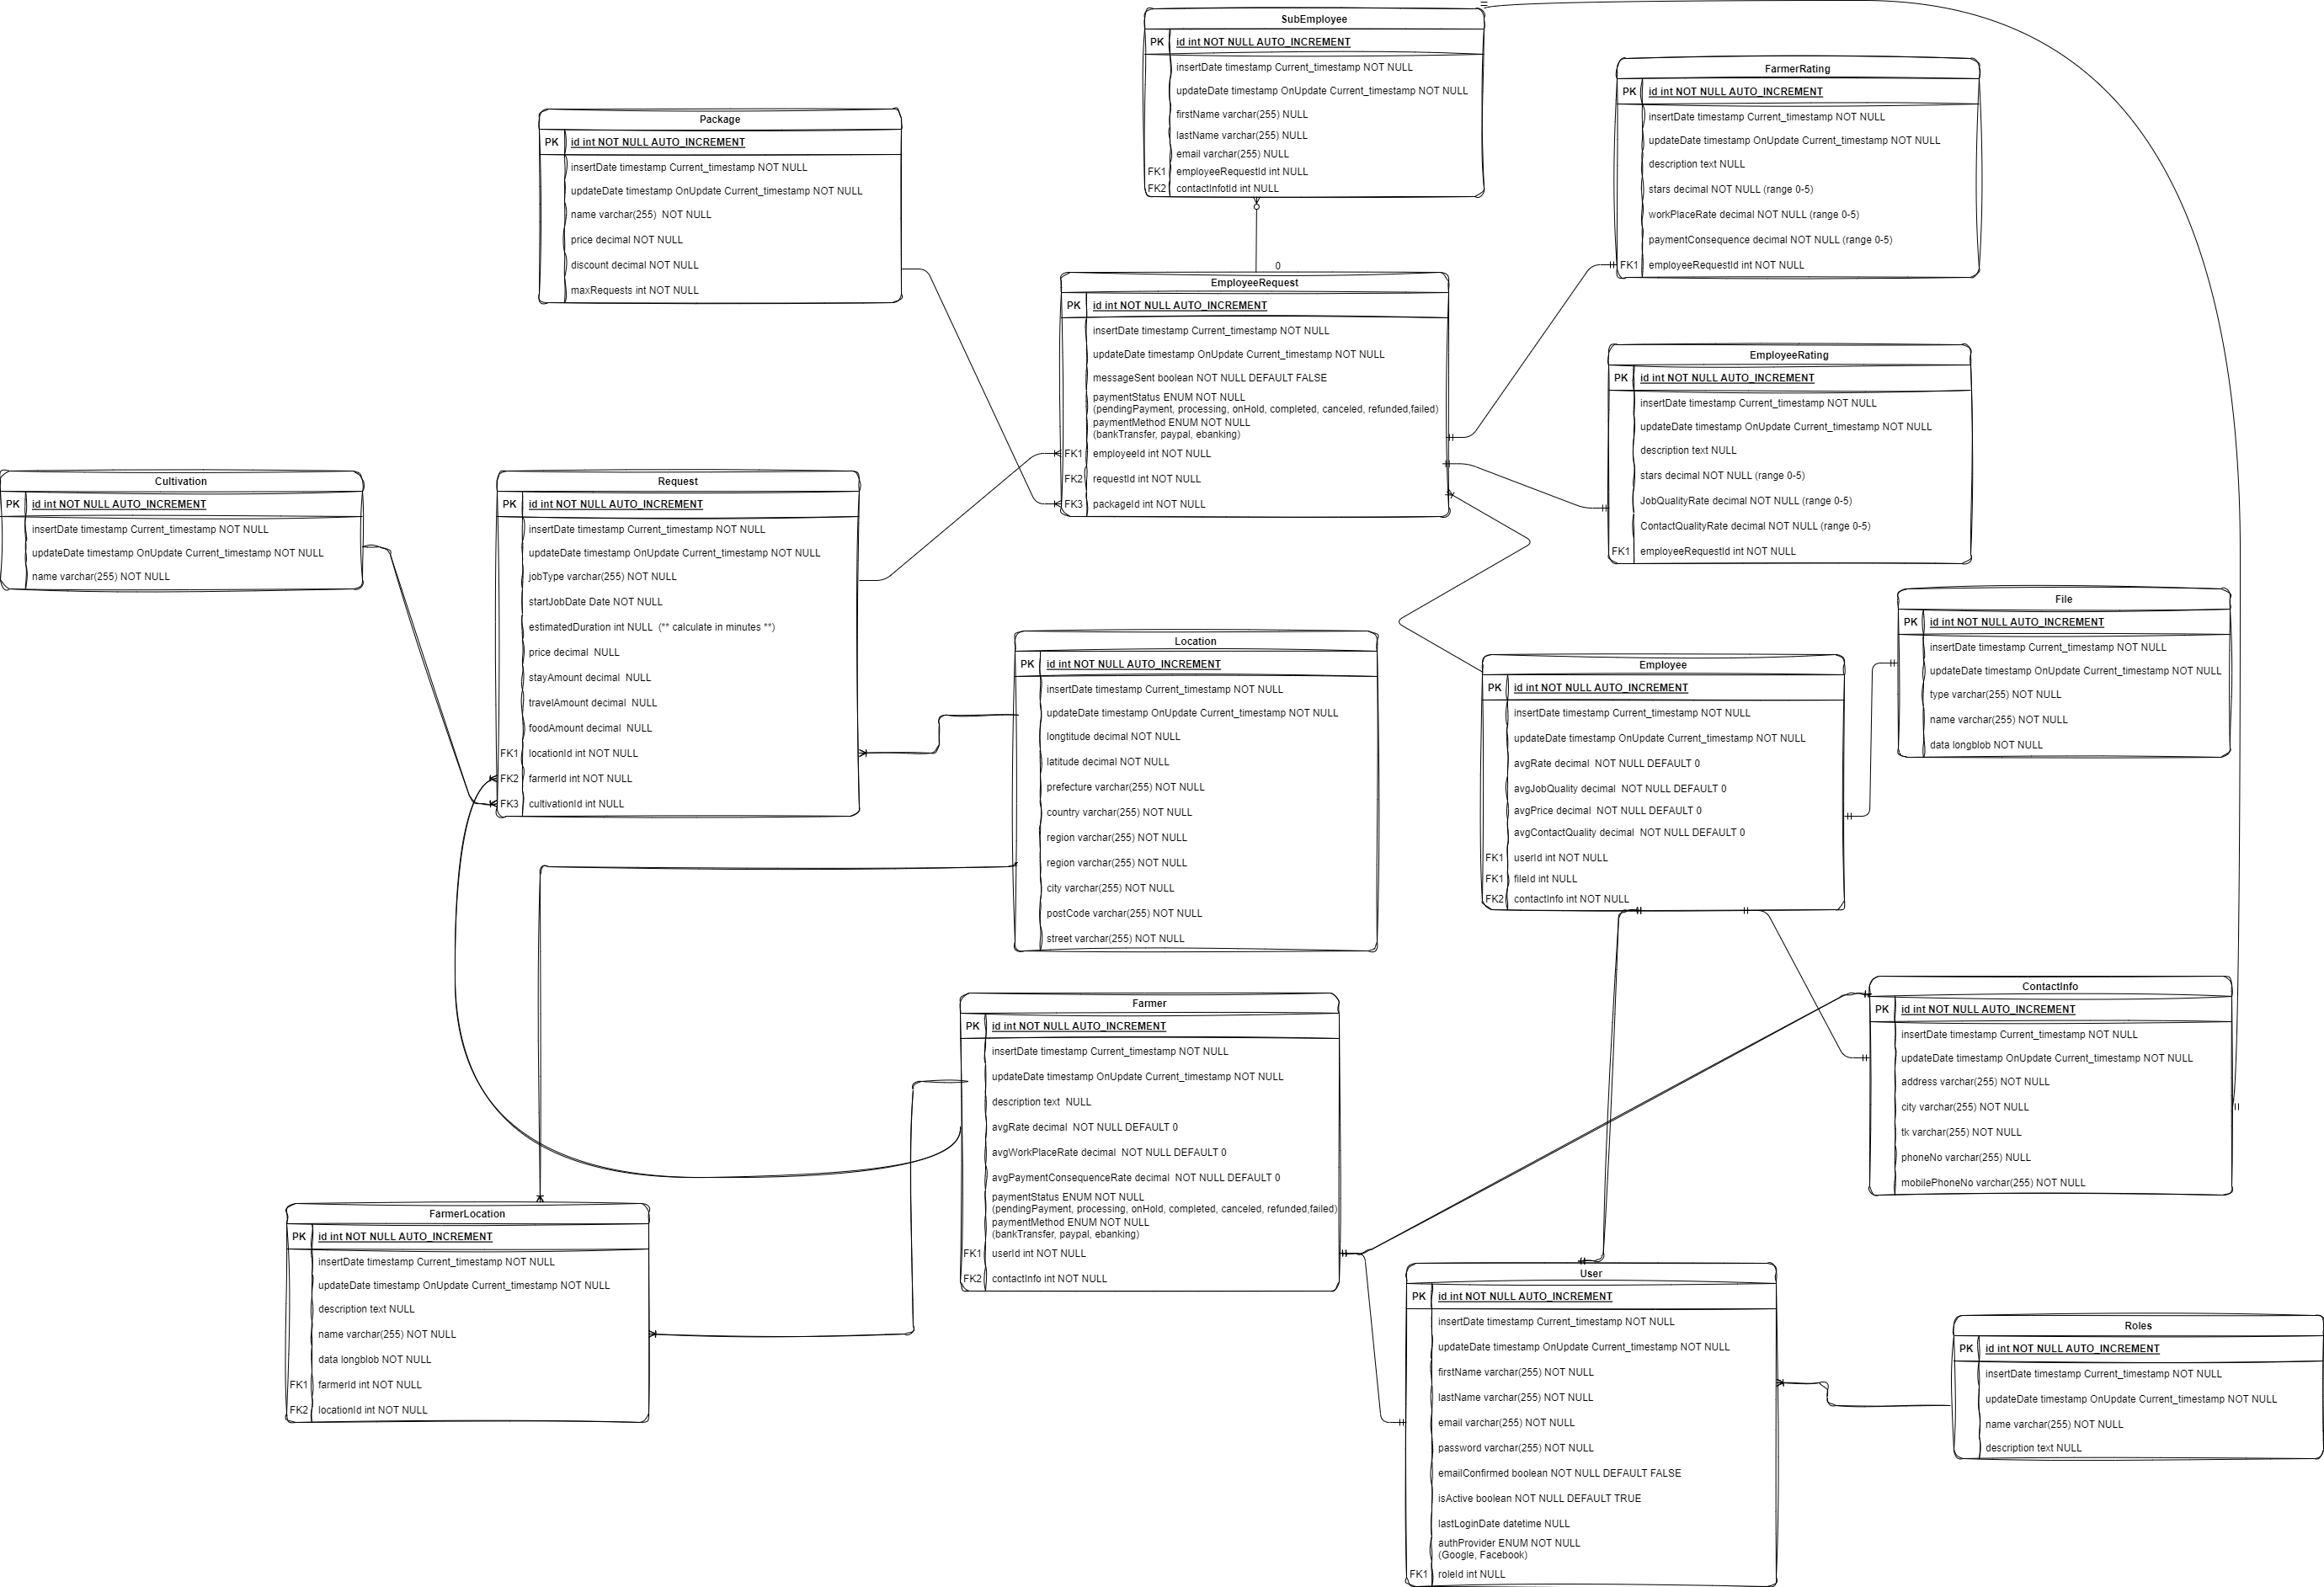 SubEmployee
PK id int NOT NULL AUTO_INCREMENT
insertDate timestamp Current_timestamp NOT NULL
updateDate timestamp OnUpdate Current_timestamp NOT NULL
firstName varchar(255) NULL
lastName varchar(255) NULL
email varchar(255) NULL
FK1 employeeRequestId int NOT NULL
FK2 contactInfotId int NULL
FarmerRating
PK id int NOT NULL AUTO_INCREMENT
insertDate timestamp Current_timestamp NOT NULL
updateDate timestamp OnUpdate Current_timestamp NOT NULL
description text NULL
stars decimal NOT NULL (range 0-5)
workPlaceRate decimal NOT NULL (range 0-5)
paymentConsequence decimal NOT NULL (range 0-5)
FK1 employeeRequestId int NOT NULL
Package
PK id int NOT NULL AUTO_INCREMENT
insertDate timestamp Current_timestamp NOT NULL
updateDate timestamp OnUpdate Current_timestamp NOT NULL
name varchar(255) NOT NULL
price decimal NOT NULL
discount decimal NOT NULL
maxRequests int NOT NULL
0
EmployeeRequest
PK id int NOT NULL AUTO_INCREMENT
insertDate timestamp Current_timestamp NOT NULL
updateDate timestamp OnUpdate Current_timestamp NOT NULL
messageSent boolean NOT NULL DEFAULT FALSE
paymentStatus ENUM NOT NULL
(pendingPayment, processing, onHold, completed, canceled, refunded,failed)
paymentMethod ENUM NOT NULL
(bankTransfer, paypal, ebanking)
FK1 employeeId int NOT NULL
FK2 requestId int NOT NULL
FK3 packageId int NOT NULL
EmployeeRating
PK id int NOT NULL AUTO_INCREMENT
insertDate timestamp Current_timestamp NOT NULL
updateDate timestamp OnUpdate Current_timestamp NOT NULL
description text NULL
stars decimal NOT NULL (range 0-5)
JobQualityRate decimal NOT NULL (range 0-5)
ContactQualityRate decimal NOT NULL (range 0-5)
FK1 employeeRequestId int NOT NULL
Cultivation
PK id int NOT NULL AUTO_INCREMENT
insertDate timestamp Current_timestamp NOT NULL
updateDate timestamp OnUpdate Current_timestamp NOT NULL
name varchar(255) NOT NULL
Request
PK id int NOT NULL AUTO_INCREMENT
insertDate timestamp Current_timestamp NOT NULL
updateDate timestamp OnUpdate Current_timestamp NOT NULL
jobType varchar(255) NOT NULL
startJobDate Date NOT NULL
estimatedDuration int NULL (** calculate in minutes **)
price decimal NULL
stayAmount decimal NULL
travelAmount decimal NULL
foodAmount decimal NULL
FK1 locationId int NOT NULL
FK2 farmerId int NOT NULL
FK3 cultivationId int NULL
Location
PK id int NOT NULL AUTO_INCREMENT
insertDate timestamp Current_timestamp NOT NULL
updateDate timestamp OnUpdate Current_timestamp NOT NULL
longtitude decimal NOT NULL
latitude decimal NOT NULL
prefecture varchar(255) NOT NULL
country varchar(255) NOT NULL
region varchar(255) NOT NULL
region varchar(255) NOT NULL
city varchar(255) NOT NULL
postCode varchar(255) NOT NULL
street varchar(255) NOT NULL
File
PK id int NOT NULL AUTO_INCREMENT
insertDate timestamp Current_timestamp NOT NULL
updateDate timestamp OnUpdate Current_timestamp NOT NULL
type varchar(255) NOT NULL
name varchar(255) NOT NULL
data longblob NOT NULL
Employee
PK id int NOT NULL AUTO_INCREMENT
insertDate timestamp Current_timestamp NOT NULL
updateDate timestamp OnUpdate Current_timestamp NOT NULL
avgRate decimal NOT NULL DEFAULT 0
avgJobQuality decimal NOT NULL DEFAULT 0
avgPrice decimal NOT NULL DEFAULT 0
avgContactQuality decimal NOT NULL DEFAULT 0
FK1 userId int NOT NULL
FK1 fileId int NULL
FK2 contactInfo int NOT NULL
ContactInfo
PK id int NOT NULL AUTO_INCREMENT
insertDate timestamp Current_timestamp NOT NULL
updateDate timestamp OnUpdate Current_timestamp NOT NULL
address varchar(255) NOT NULL
city varchar(255) NOT NULL
tk varchar(255) NOT NULL
phoneNo varchar(255) NULL
mobilePhoneNo varchar(255) NOT NULL
Farmer
PK id int NOT NULL AUTO_INCREMENT
insertDate timestamp Current_timestamp NOT NULL
updateDate timestamp OnUpdate Current_timestamp NOT NULL
description text NULL
avgRate decimal NOT NULL DEFAULT 0
avgWorkPlaceRate decimal NOT NULL DEFAULT 0
avgPaymentConsequenceRate decimal NOT NULL DEFAULT 0
paymentStatus ENUM NOT NULL
(pendingPayment, processing, onHold, completed, canceled, refunded,failed)
paymentMethod ENUM NOT NULL
(bankTransfer, paypal, ebanking)
FK1 userId int NOT NULL
FK2 contactInfo int NOT NULL
FarmerLocation
PK id int NOT NULL AUTO_INCREMENT
insertDate timestamp Current_timestamp NOT NULL
updateDate timestamp OnUpdate Current_timestamp NOT NULL
description text NULL
name varchar(255) NOT NULL
data longblob NOT NULL
FK1 farmerId int NOT NULL
FK2 locationId int NOT NULL
User
PK id int NOT NULL AUTO_INCREMENT
insertDate timestamp Current_timestamp NOT NULL
updateDate timestamp OnUpdate Current_timestamp NOT NULL
firstName varchar(255) NOT NULL
lastName varchar(255) NOT NULL
email varchar(255) NOT NULL
password varchar(255) NOT NULL
emailConfirmed boolean NOT NULL DEFAULT FALSE
isActive boolean NOT NULL DEFAULT TRUE
lastLoginDate datetime NULL
authProvider ENUM NOT NULL
(Google, Facebook)
FK1 roleId int NULL
Roles
PK id int NOT NULL AUTO_INCREMENT
insertDate timestamp Current_timestamp NOT NULL
updateDate timestamp OnUpdate Current_timestamp NOT NULL
name varchar(255) NOT NULL
description text NULL